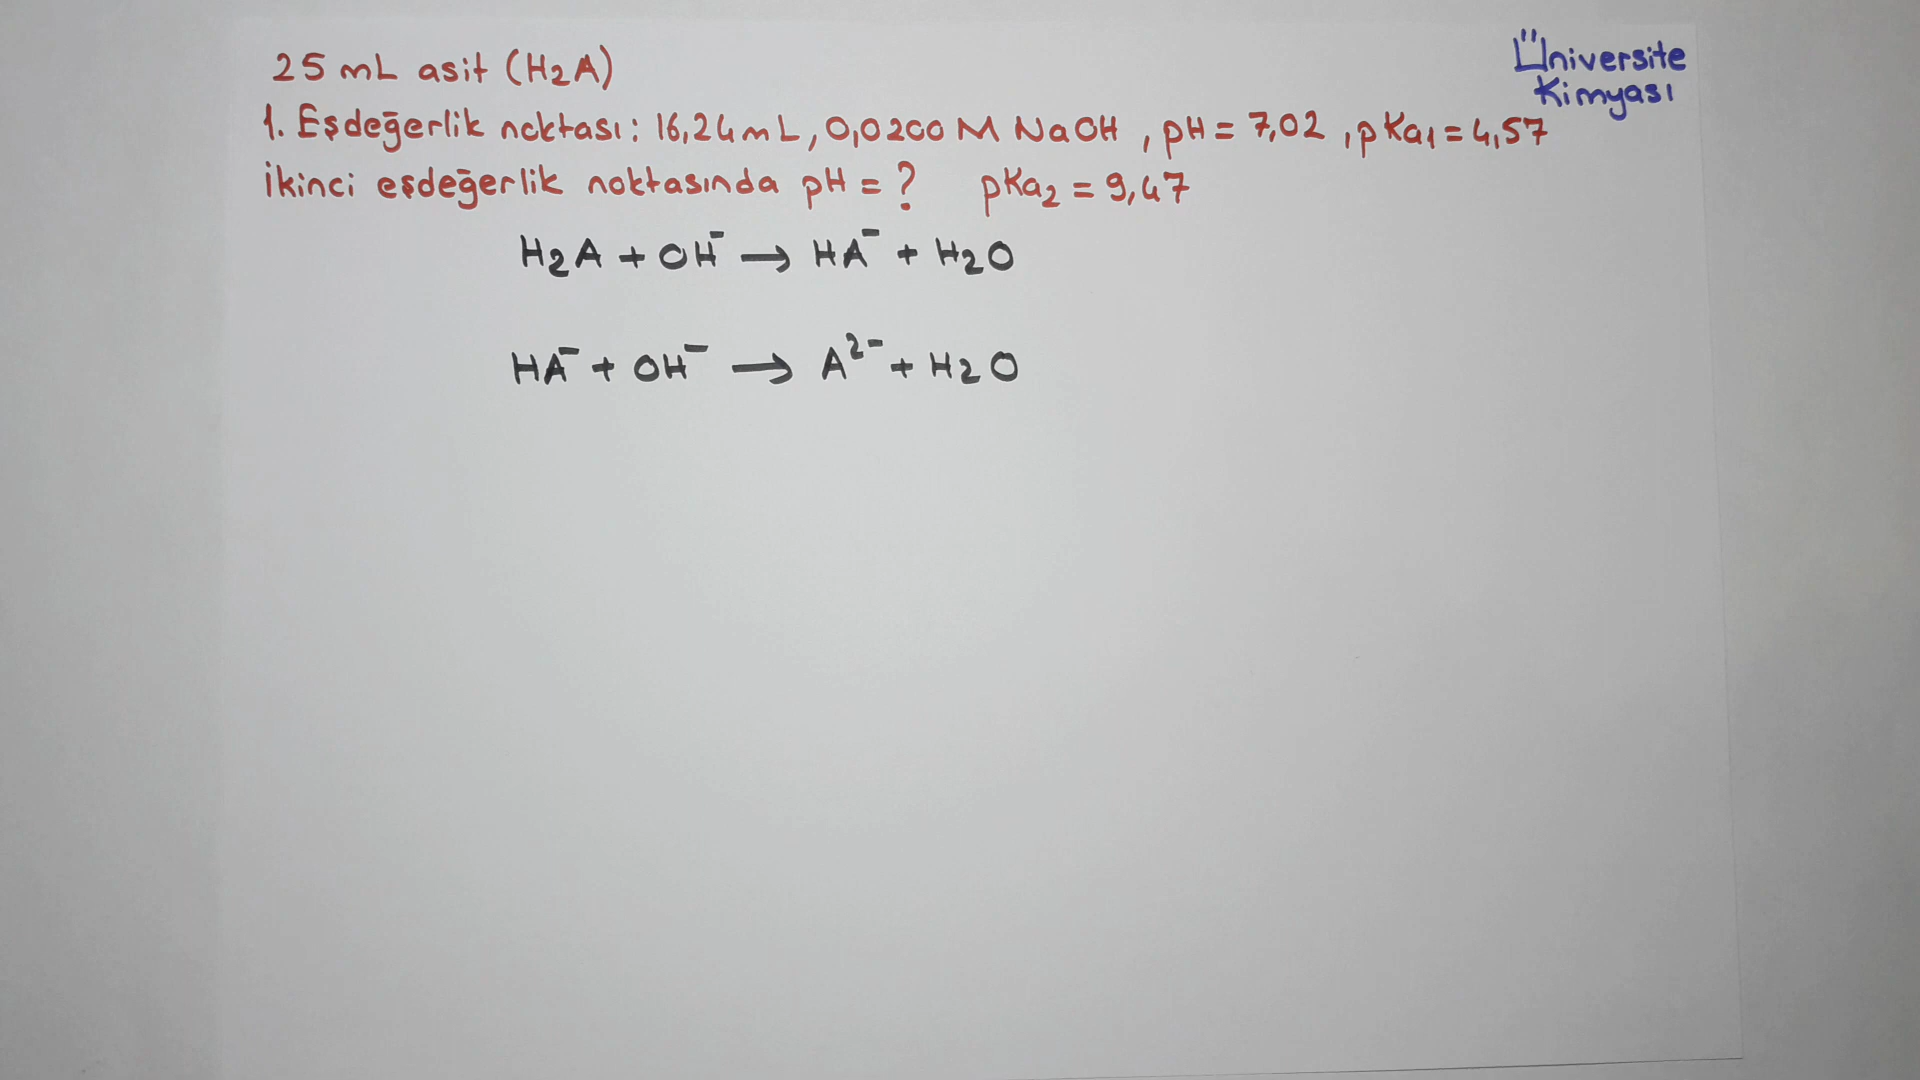 25 mL asit (H2A)
Üniversite
Kimyası
1. Eşdeğerlik noktası: 16,24 mL, 0,0200 M NaOH, pH = 7,02, pKa1 = 4,57
İkinci eşdeğerlik noktasında pH = ? pKa2 = 9,47
H2A + OH⁻ → HA⁻ + H2O
HA⁻ + OH⁻ → A²⁻ + H2O